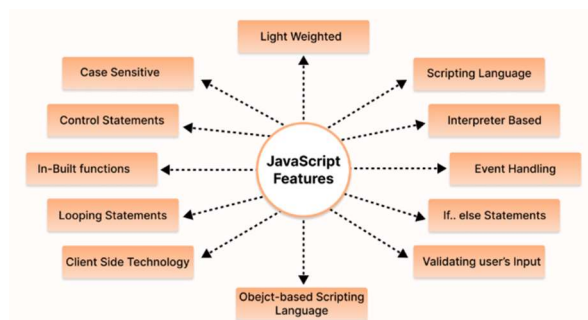 Light Weighted
Case Sensitive
Scripting Language
Control Statements
Interpreter Based
JavaScript
Features
In-Built functions
Event Handling
Looping Statements
If.. else Statements
Client Side Technology
Validating user's Input
Obejct-based Scripting
Language